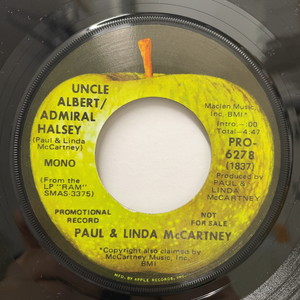 UNCLE
ALBERT/
ADMIRAL
HALSEY
(Paul & Linda
McCartney)
MONO
(From the
LP "RAM"
SMAS-3375)
Maclen Music,
Inc. BMI*
Intro.-:00
Total-4:47
PRO-
6278
(1837)
Produced by
PAUL &
LINDA
McCARTNEY
PROMOTIONAL
RECORD
NOT
FOR SALE
PAUL & LINDA McCARTNEY
*Copyright also claimed by
McCartney Music, Inc.
BMI
MFD. BY APPLE RECORDS, INC.